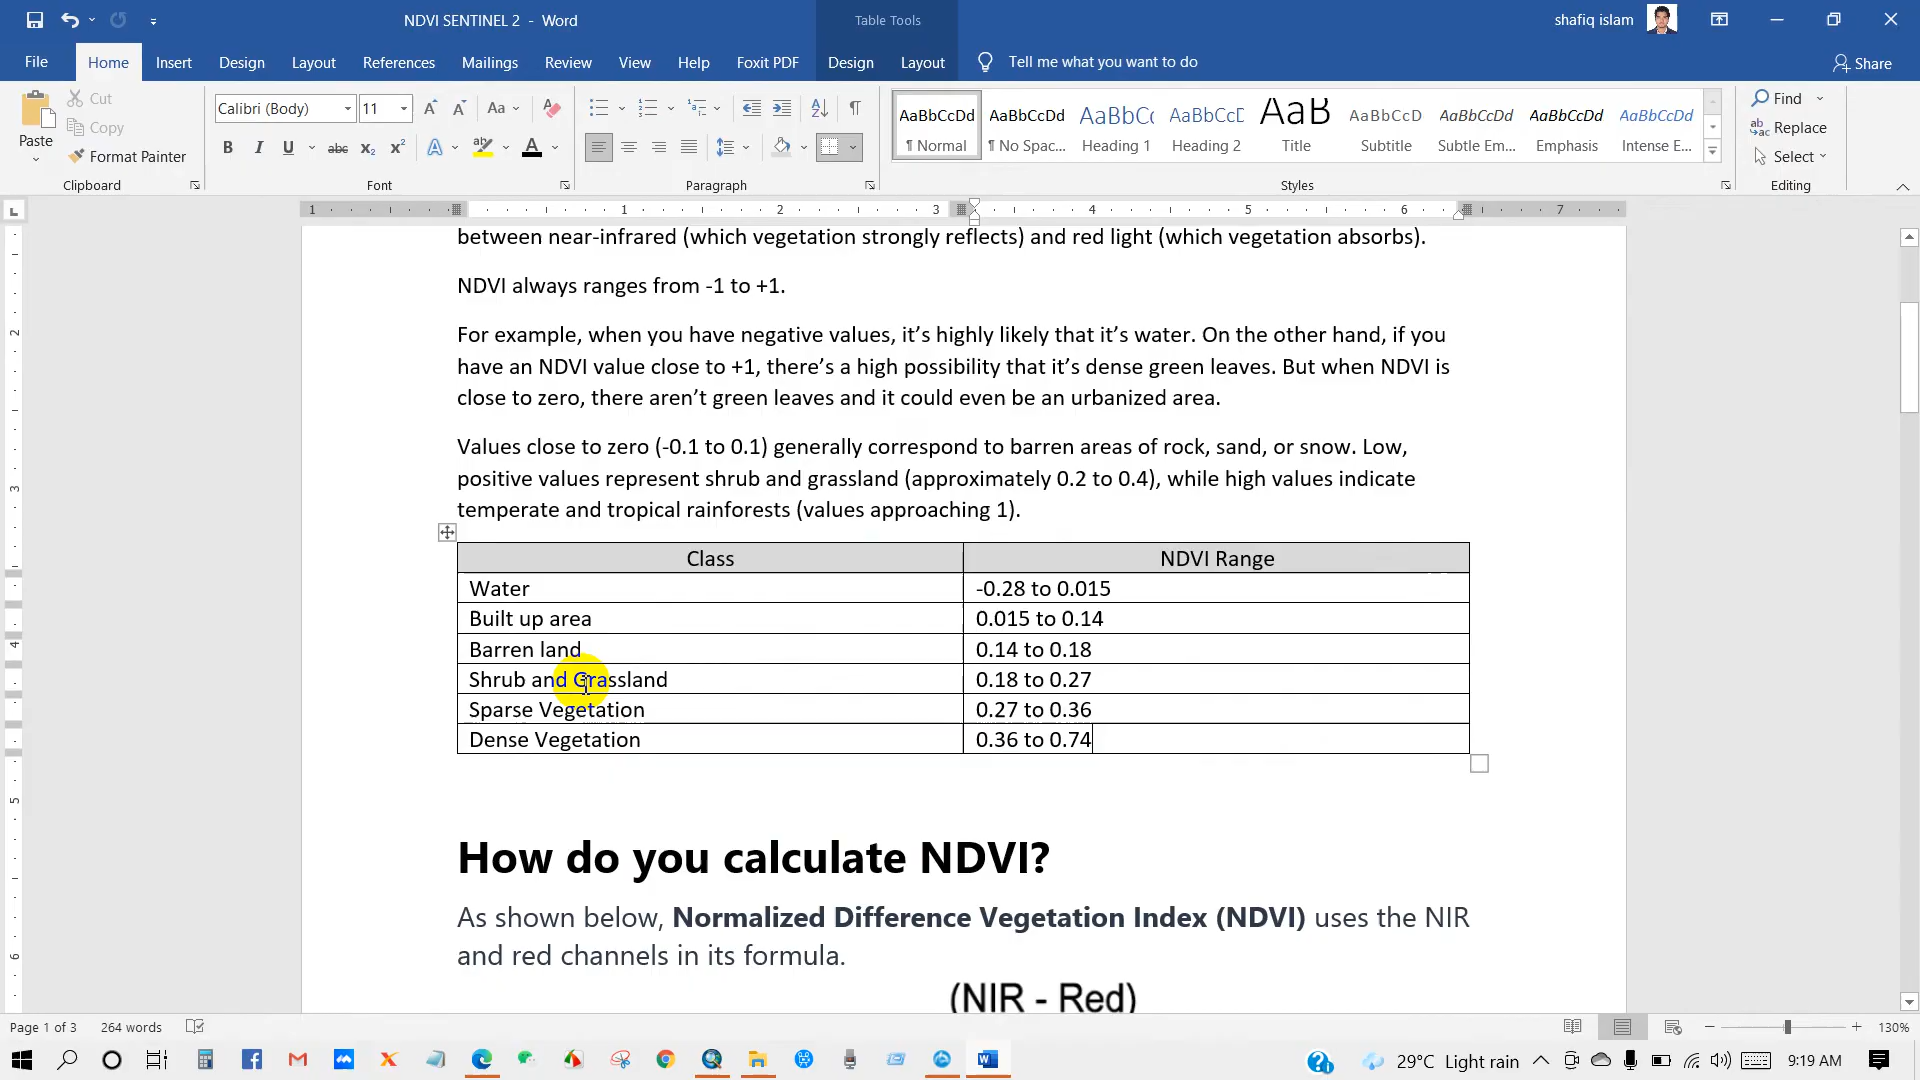 NDVI SENTINEL 2 - Word
Table Tools
shafiq islam
File Home Insert Design Layout References Mailings Review View Help Foxit PDF Design Layout Tell me what you want to do Share
Paste
Cut
Copy
Format Painter
Clipboard
Calibri (Body) 11
Font
Paragraph
AaBbCcDd AaBbCcDd AaBbCc AaBbCcD AaB AaBbCcD AaBbCcDd AaBbCcDd AaBbCcDd
¶ Normal ¶ No Spac... Heading 1 Heading 2 Title Subtitle Subtle Em... Emphasis Intense E...
Styles
Find
Replace
Select
Editing
1 1 2 3 4 5 6 7
between near-infrared (which vegetation strongly reflects) and red light (which vegetation absorbs).
NDVI always ranges from -1 to +1.
For example, when you have negative values, it’s highly likely that it’s water. On the other hand, if you
have an NDVI value close to +1, there’s a high possibility that it’s dense green leaves. But when NDVI is
close to zero, there aren’t green leaves and it could even be an urbanized area.
Values close to zero (-0.1 to 0.1) generally correspond to barren areas of rock, sand, or snow. Low,
positive values represent shrub and grassland (approximately 0.2 to 0.4), while high values indicate
temperate and tropical rainforests (values approaching 1).
Class NDVI Range
Water -0.28 to 0.015
Built up area 0.015 to 0.14
Barren land 0.14 to 0.18
Shrub and Grassland 0.18 to 0.27
Sparse Vegetation 0.27 to 0.36
Dense Vegetation 0.36 to 0.74
How do you calculate NDVI?
As shown below, Normalized Difference Vegetation Index (NDVI) uses the NIR
and red channels in its formula.
(NIR - Red)
Page 1 of 3 264 words 130%
29°C Light rain 9:19 AM